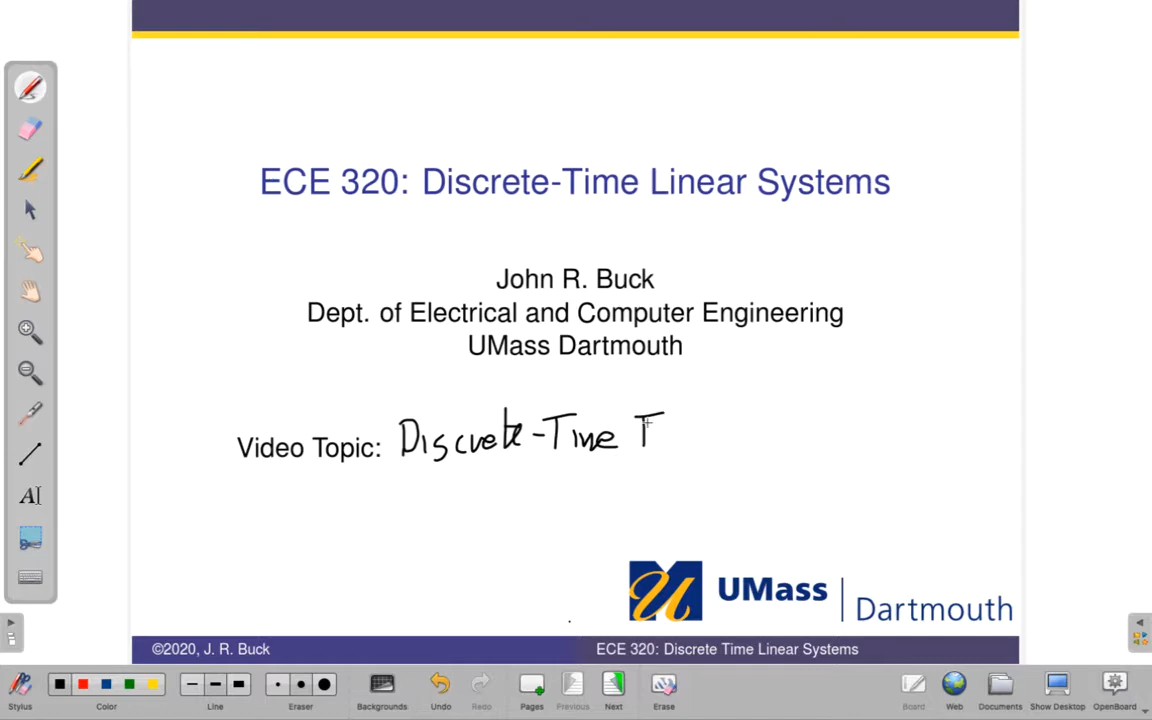 ECE 320: Discrete-Time Linear Systems
John R. Buck
Dept. of Electrical and Computer Engineering
UMass Dartmouth
Video Topic: Discrete-Time
UMass Dartmouth
©2020, J. R. Buck
ECE 320: Discrete Time Linear Systems
Stylus
Color
Line
Eraser
Backgrounds
Undo
Redo
Pages
Previous
Next
Erase
Board
Web
Documents
Show Desktop
OpenBoard